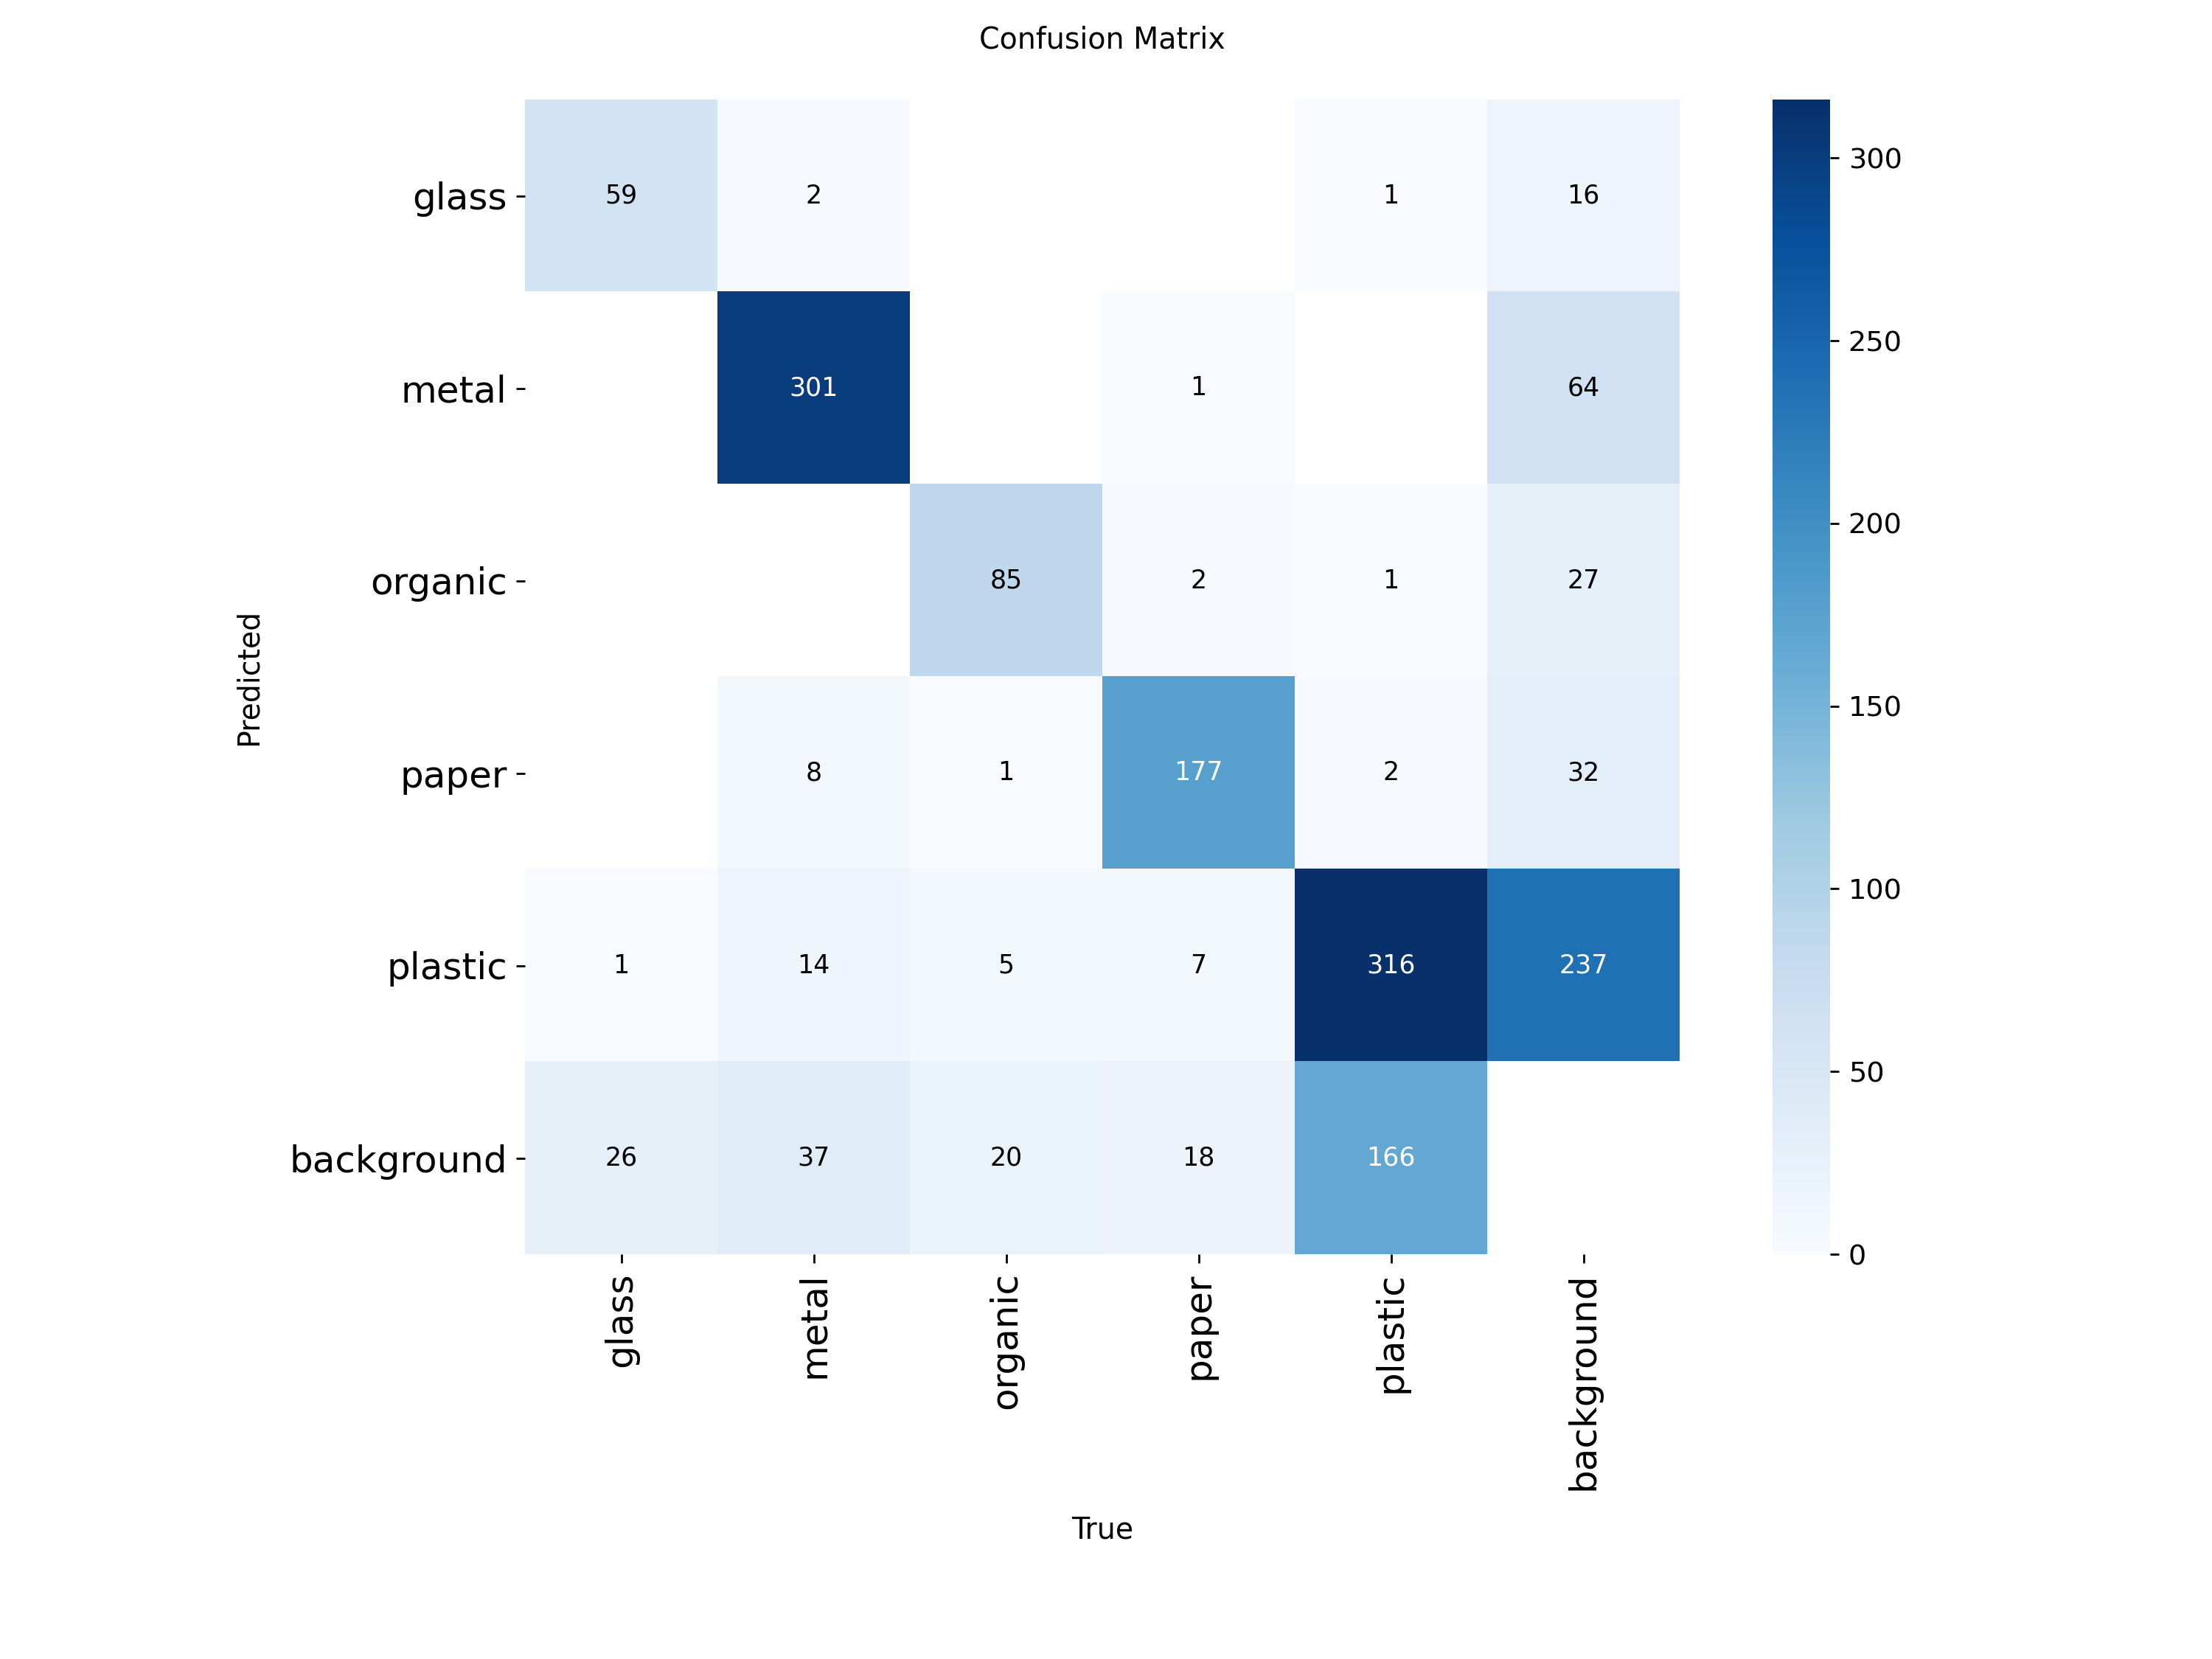 Confusion Matrix
glass 59 2 1 16
metal 301 1 64
organic 85 2 1 27
paper 8 1 177 2 32
plastic 1 14 5 7 316 237
background 26 37 20 18 166
glass metal organic paper plastic background
True
Predicted
300
250
200
150
100
50
0